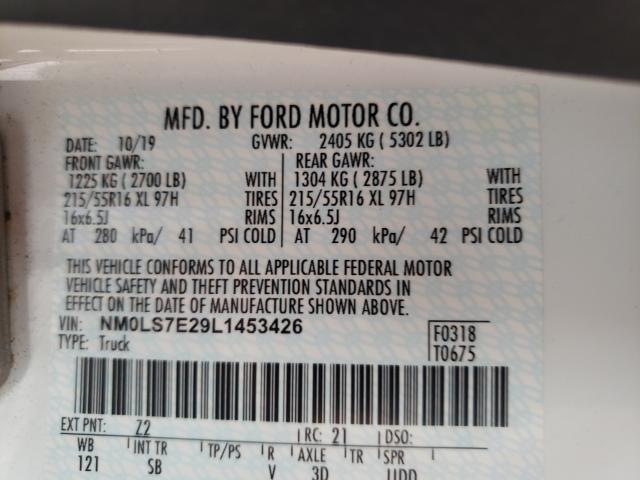 MFD. BY FORD MOTOR CO.
DATE: 10/19 GVWR: 2405 KG ( 5302 LB)
FRONT GAWR: REAR GAWR:
1225 KG ( 2700 LB) WITH 1304 KG ( 2875 LB) WITH
215/55R16 XL 97H TIRES 215/55R16 XL 97H TIRES
16x6.5J RIMS 16x6.5J RIMS
AT 280 kPa/ 41 PSI COLD AT 290 kPa/ 42 PSI COLD
THIS VEHICLE CONFORMS TO ALL APPLICABLE FEDERAL MOTOR
VEHICLE SAFETY AND THEFT PREVENTION STANDARDS IN
EFFECT ON THE DATE OF MANUFACTURE SHOWN ABOVE.
VIN: NM0LS7E29L1453426 F0318
TYPE: Truck T0675
EXT PNT: Z2 RC: 21 DSO:
WB INT TR TP/PS R AXLE TR SPR
121 SB V 3D UDD